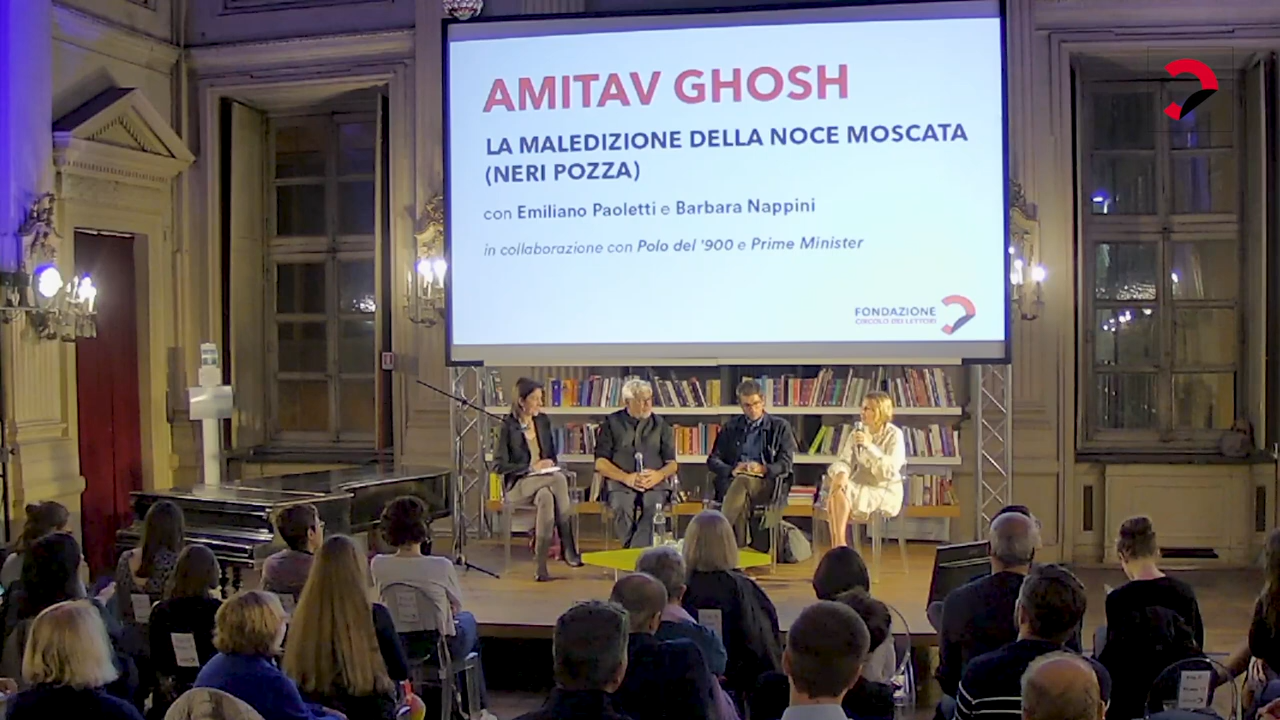 AMITAV GHOSH
LA MALEDIZIONE DELLA NOCE MOSCATA
(NERI POZZA)
con Emiliano Paoletti e Barbara Nappini
in collaborazione con Polo del '900 e Prime Minister
FONDAZIONE
CIRCOLO DEI LETTORI